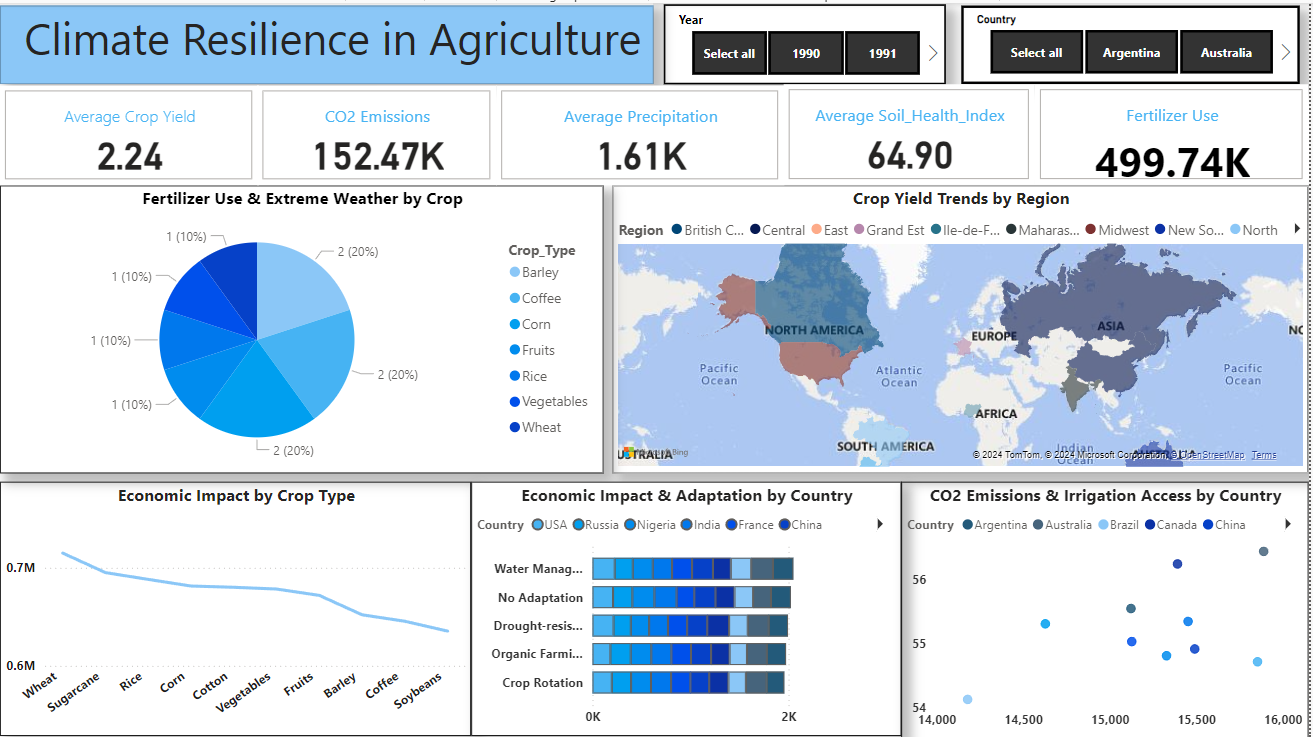 Climate Resilience in Agriculture
Year
Select all 1990 1991
Country
Select all Argentina Australia
Average Crop Yield
2.24
CO2 Emissions
152.47K
Average Precipitation
1.61K
Average Soil_Health_Index
64.90
Fertilizer Use
499.74K
Fertilizer Use & Extreme Weather by Crop
1 (10%)
2 (20%)
1 (10%)
1 (10%)
2 (20%)
1 (10%)
2 (20%)
Crop_Type
Barley
Coffee
Corn
Fruits
Rice
Vegetables
Wheat
Crop Yield Trends by Region
Region British C... Central East Grand Est Ile-de-F... Maharas... Midwest New So... North
NORTH AMERICA
EUROPE
ASIA
NO
Pacific
Ocean
Atlantic
Ocean
Pacific
Ocean
AFRICA
SOUTH AMERICA
Indian
Ocean
USTRALIA
Bing
© 2024 TomTom, © 2024 Microsoft Corporation, © OpenStreetMap Terms
Economic Impact by Crop Type
0.7M
0.6M
Wheat
Sugarcane
Rice
Corn
Cotton
Vegetables
Fruits
Barley
Coffee
Soybeans
Economic Impact & Adaptation by Country
Country USA Russia Nigeria India France China
Water Manag...
No Adaptation
Drought-resis...
Organic Farmi...
Crop Rotation
0K 2K
CO2 Emissions & Irrigation Access by Country
Country Argentina Australia Brazil Canada China
56
55
54
14,000 14,500 15,000 15,500 16,000